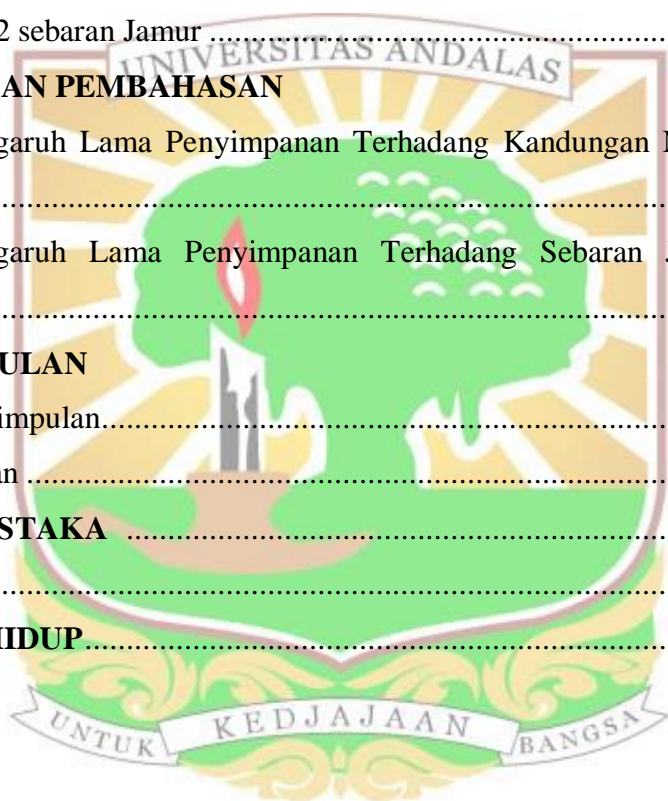 2 sebaran Jamur ..........................................................
UNIVERSITAS ANDALAS
AN PEMBAHASAN
garuh Lama Penyimpanan Terhadang Kandungan
..........................................................................................
garuh Lama Penyimpanan Terhadang Sebaran
..........................................................................................
ULAN
impulan...........................................................................
an ....................................................................................
STAKA ......................................................................
..........................................................................................
HIDUP...........................................................................
UNTUK KEDJAJAAN BANGSA